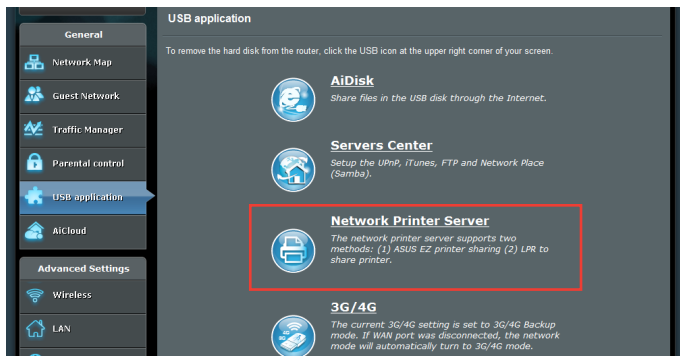 USB application
General
To remove the hard disk from the router, click the USB icon at the upper right corner of your screen.
Network Map
Guest Network
Traffic Manager
Parental control
USB application
AiCloud
Advanced Settings
Wireless
LAN
AiDisk
Share files in the USB disk through the Internet.
Servers Center
Setup the UPnP, iTunes, FTP and Network Place
(Samba).
Network Printer Server
The network printer server supports two
methods: (1) ASUS EZ printer sharing (2) LPR to
share printer.
3G/4G
The current 3G/4G setting is set to 3G/4G Backup
mode. If WAN port was disconnected, the network
mode will automatically turn to 3G/4G mode.